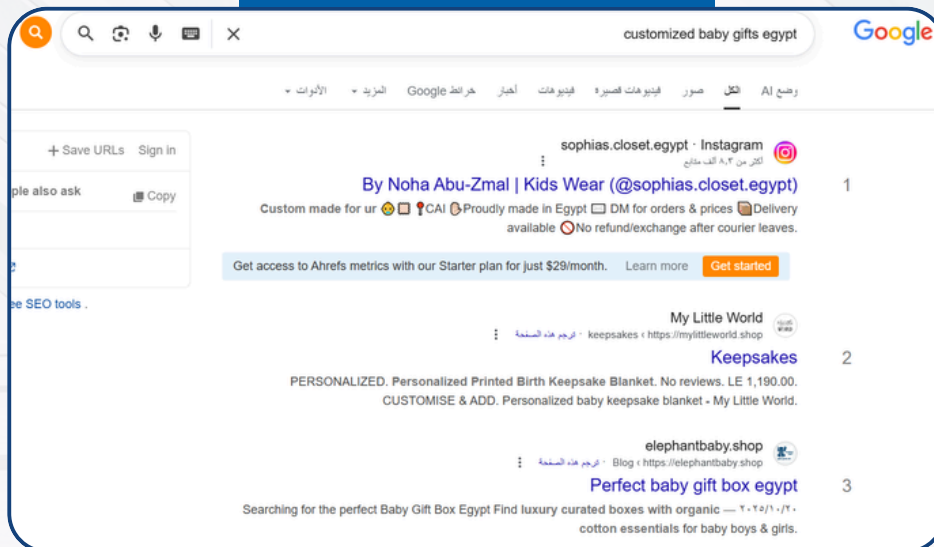 customized baby gifts egypt
Google
وضع AI الكل صور فيديوهات قصيرة فيديوهات أخبار خرائط Google المزيد الأدوات
+ Save URLs Sign in
ple also ask
Copy
ee SEO tools .
sophias.closet.egypt · Instagram
أكثر من ٨,٣ ألف متابع
By Noha Abu-Zmal | Kids Wear (@sophias.closet.egypt)
1
Custom made for ur 👶🏻 📍CAI Proudly made in Egypt DM for orders & prices 📦Delivery
available 🚫No refund/exchange after courier leaves.
Get access to Ahrefs metrics with our Starter plan for just $29/month. Learn more Get started
My Little World
keepsakes ‹ https://mylittleworld.shop · ترجم هذه الصفحة
Keepsakes
2
PERSONALIZED. Personalized Printed Birth Keepsake Blanket. No reviews. LE 1,190.00.
CUSTOMISE & ADD. Personalized baby keepsake blanket - My Little World.
elephantbaby.shop
Blog ‹ https://elephantbaby.shop · ترجم هذه الصفحة
Perfect baby gift box egypt
3
Searching for the perfect Baby Gift Box Egypt Find luxury curated boxes with organic — ٢٠٢٥/١٠/٢٠
cotton essentials for baby boys & girls.